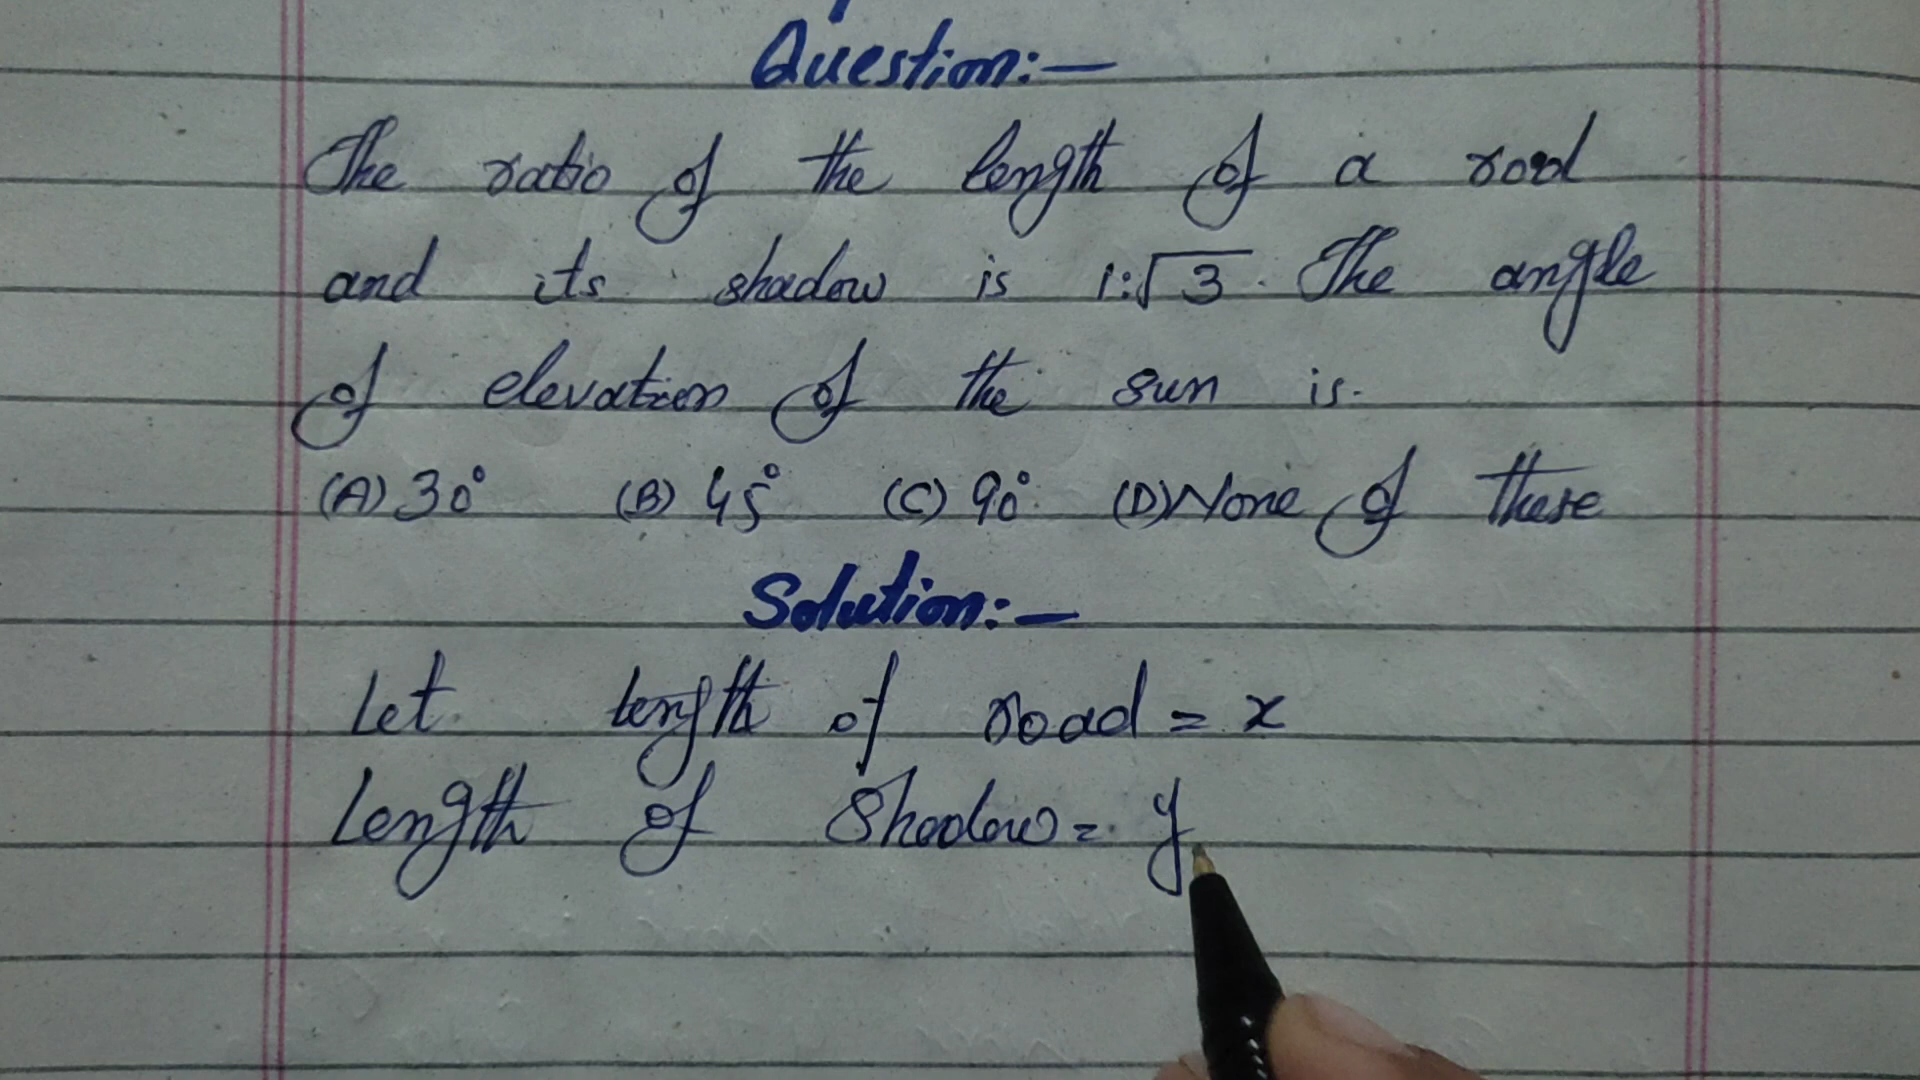 Question:-
The ratio of the length of a rod
and its shadow is 1:√3. The angle
of elevation of the sun is.
(A) 30° (B) 45° (C) 90° (D) None of these
Solution:-
Let length of road = x
Length of Shadow = y